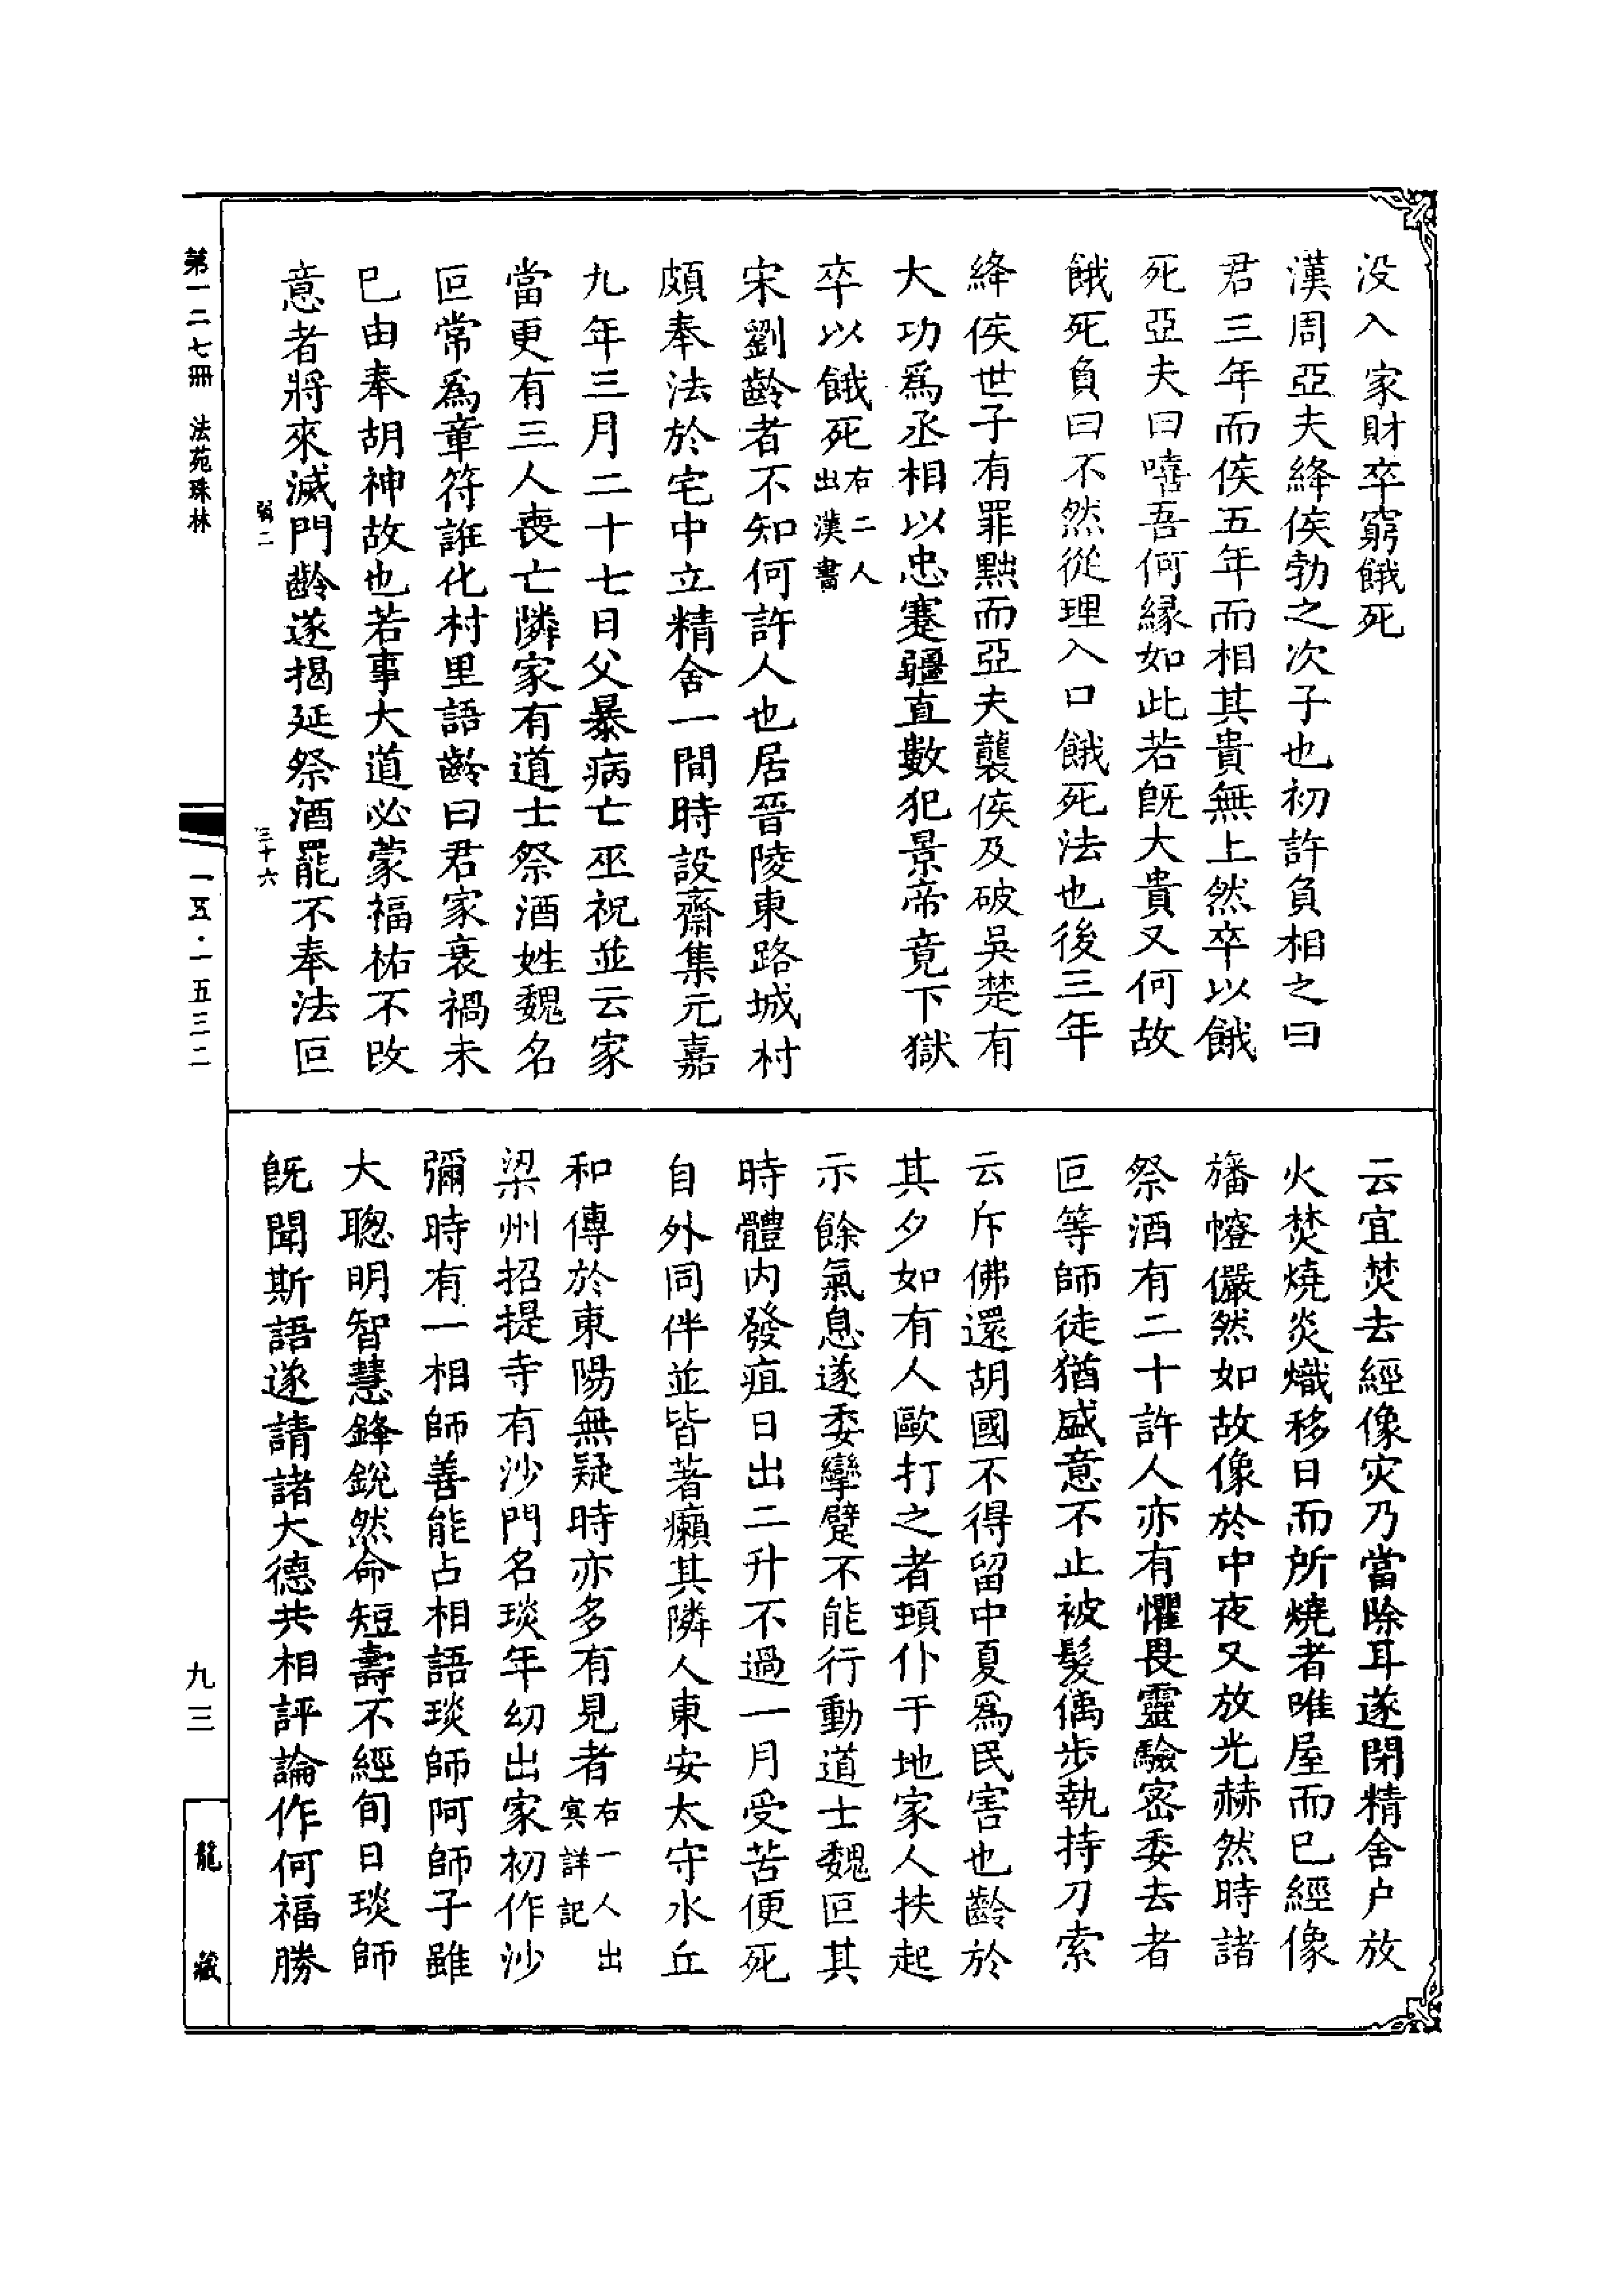 没入家財卒窮餓死
漢周亞夫絳侯勃之次子也初許負相之曰
君三年而侯五年而相其貴無上然卒以餓
死亞夫曰嘻吾何緣如此若旣大貴又何故
餓死負曰不然從理入口餓死法也後三年
絳侯世子有罪黜而亞夫襲侯及破吳楚有
大功爲丞相以忠蹇疆直數犯景帝竟下獄
卒以餓死右二人出漢書
宋劉齡者不知何許人也居晉陵東路城村
頗奉法於宅中立精舍一間時設齋集元嘉
九年三月二十七日父暴病亡巫祝並云家
當更有三人喪亡隣家有道士祭酒姓魏名
叵常爲章符誑化村里語齡曰君家衰禍未
已由奉胡神故也若事大道必蒙福祐不改
意者將來滅門齡遂揭延祭酒罷不奉法叵
云宜焚去經像灾乃當除耳遂閉精舍户放
火焚燒炎熾移日而所燒者唯屋而已經像
旛幰儼然如故像於中夜又放光赫然時諸
祭酒有二十許人亦有懼畏靈驗密委去者
叵等師徒猶盛意不止被髮偊步執持刀索
云斥佛還胡國不得留中夏爲民害也齡於
其夕如有人歐打之者頓仆于地家人扶起
示餘氣息遂委攣躄不能行動道士魏叵其
時體内發疽日出二升不過一月受苦便死
自外同伴並皆著癩其隣人東安太守水丘
和傳於東陽無疑時亦多有見者右一人出冥詳記
梁州招提寺有沙門名琰年幼出家初作沙
彌時有一相師善能占相語琰師阿師子雖
大聰明智慧鋒銳然命短壽不經旬日琰師
旣聞斯語遂請諸大德共相評論作何福勝
第一二七冊 法苑珠林
弱二
三十六
一五·一五三二
九三
龍藏